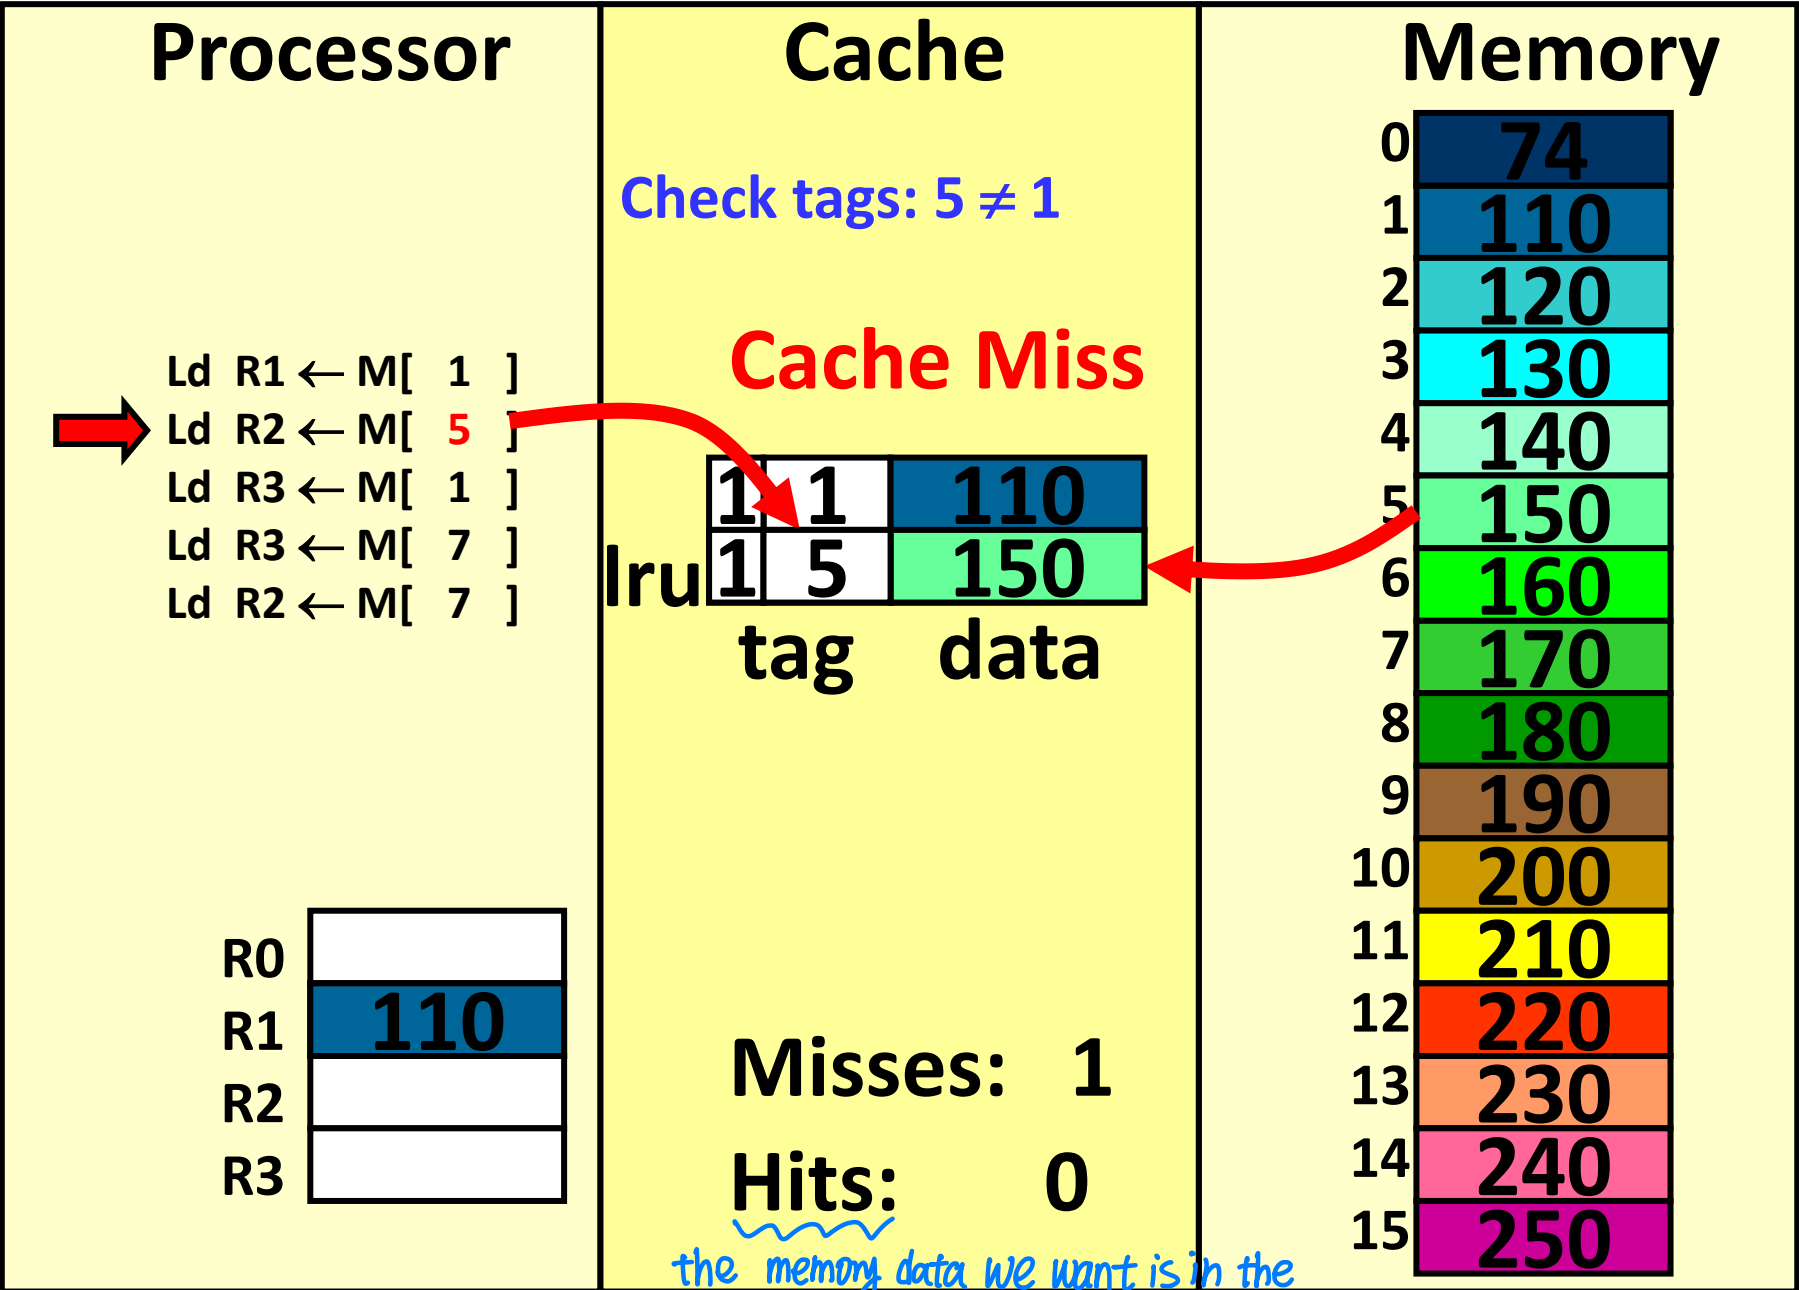 Processor
Ld R1 ← M[ 1 ]
Ld R2 ← M[ 5 ]
Ld R3 ← M[ 1 ]
Ld R3 ← M[ 7 ]
Ld R2 ← M[ 7 ]
R0
R1 110
R2
R3
Cache
Check tags: 5 ≠ 1
Cache Miss
1 1 110
lru 1 5 150
tag data
Misses: 1
Hits: 0
the memory data we want is in the
Memory
0 74
1 110
2 120
3 130
4 140
5 150
6 160
7 170
8 180
9 190
10 200
11 210
12 220
13 230
14 240
15 250